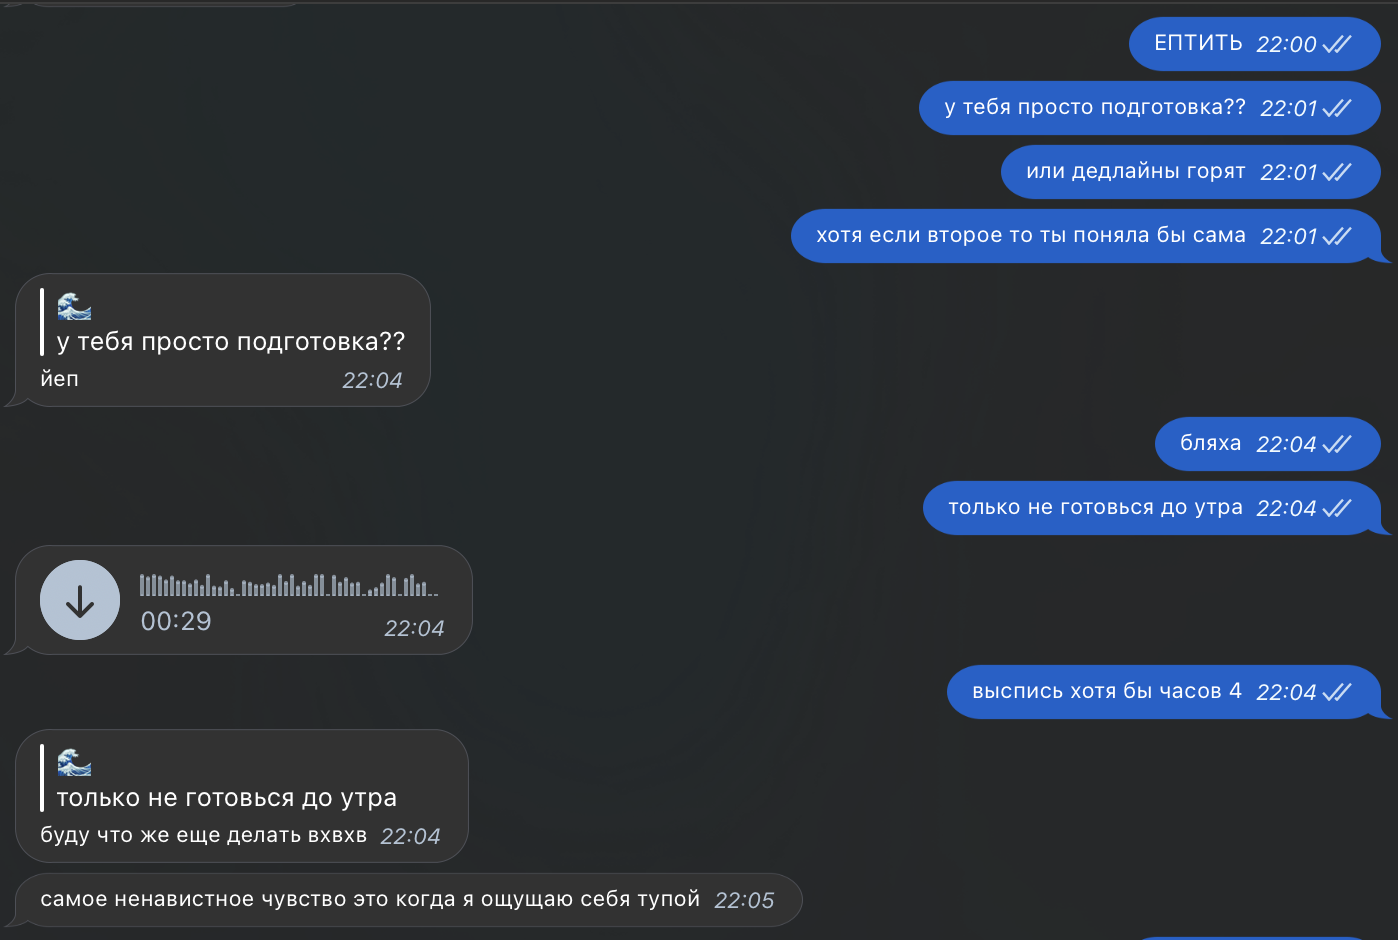 ЕПТИТЬ 22:00
у тебя просто подготовка?? 22:01
или дедлайны горят 22:01
хотя если второе то ты поняла бы сама 22:01
🌊
у тебя просто подготовка??
йеп 22:04
бляха 22:04
только не готовься до утра 22:04
00:29 22:04
выспись хотя бы часов 4 22:04
🌊
только не готовься до утра
буду что же еще делать вхвхв 22:04
самое ненавистное чувство это когда я ощущаю себя тупой 22:05